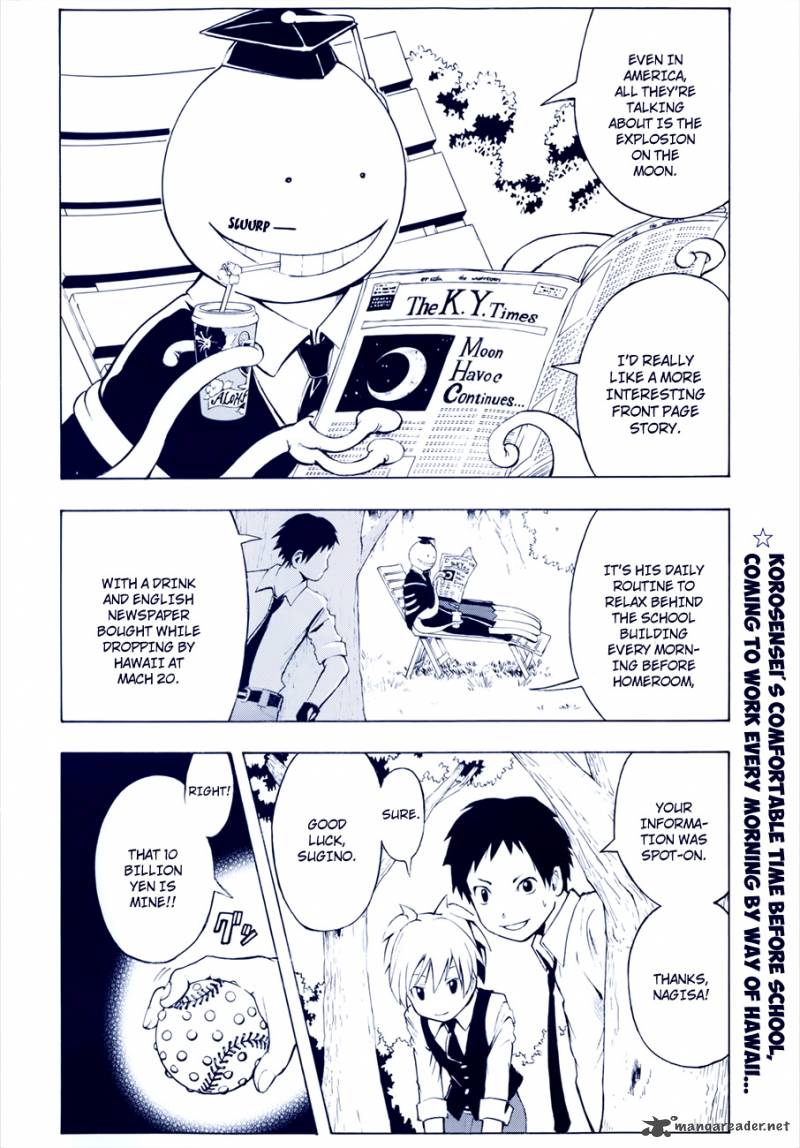 EVEN IN
AMERICA,
ALL THEY'RE
TALKING
ABOUT IS THE
EXPLOSION
ON THE
MOON.
SLUURP
The K.Y. Times
Moon
Havoc
Continues...
ALOHA
I'D REALLY
LIKE A MORE
INTERESTING
FRONT PAGE
STORY.
IT'S HIS DAILY
ROUTINE TO
RELAX BEHIND
THE SCHOOL
BUILDING
EVERY MORN-
ING BEFORE
HOMEROOM,
WITH A DRINK
AND ENGLISH
NEWSPAPER
BOUGHT WHILE
DROPPING BY
HAWAII AT
MACH 20.
☆ KOROSENSEI'S COMFORTABLE TIME BEFORE SCHOOL,
COMING TO WORK EVERY MORNING BY WAY OF HAWAII...
YOUR
INFORMA-
TION WAS
SPOT-ON.
THANKS,
NAGISA!
SURE.
GOOD
LUCK,
SUGINO.
RIGHT!
THAT 10
BILLION
YEN IS
MINE!!
グッ
mangareader.net